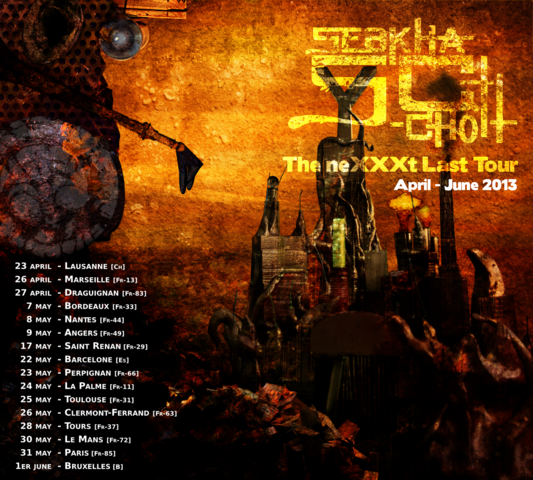 SEBKHA-
SC
-CHOTT
The neXXXt Last Tour
April - June 2013
23 APRIL - LAUSANNE [CH]
26 APRIL - MARSEILLE [FR-13]
27 APRIL - DRAGUIGNAN [FR-83]
7 MAY - BORDEAUX [FR-33]
8 MAY - NANTES [FR-44]
9 MAY - ANGERS [FR-49]
17 MAY - SAINT RENAN [FR-29]
22 MAY - BARCELONE [ES]
23 MAY - PERPIGNAN [FR-66]
24 MAY - LA PALME [FR-11]
25 MAY - TOULOUSE [FR-31]
26 MAY - CLERMONT-FERRAND [FR-63]
28 MAY - TOURS [FR-37]
30 MAY - LE MANS [FR-72]
31 MAY - PARIS [FR-85]
1ER JUNE - BRUXELLES [B]